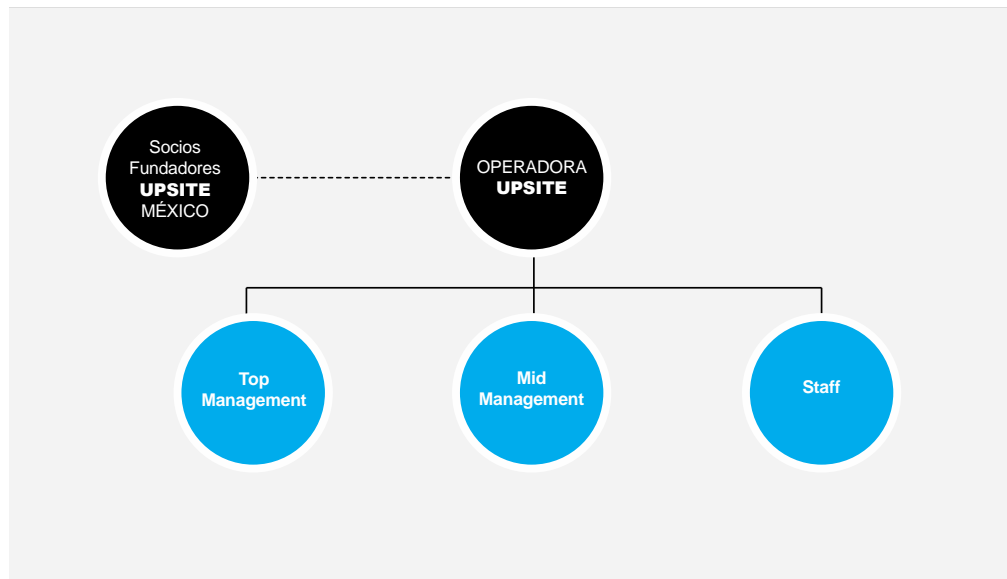 Socios
Fundadores
UPSITE
MÉXICO
OPERADORA
UPSITE
Top
Management
Mid
Management
Staff